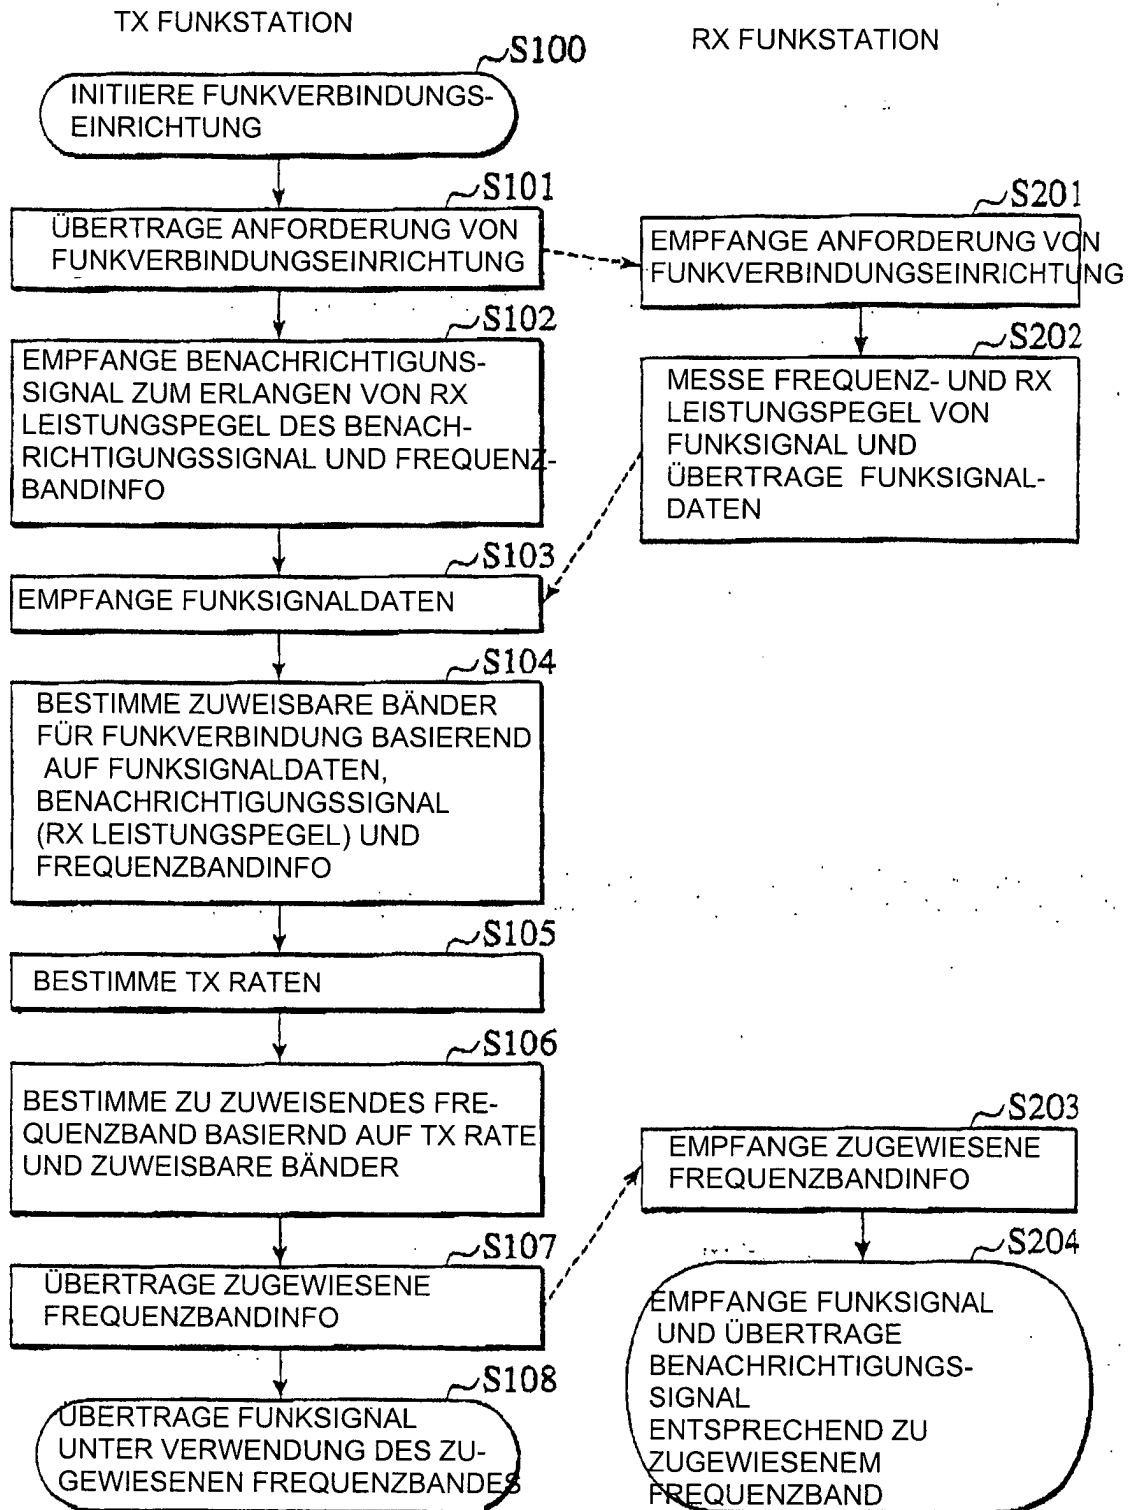 TX FUNKSTATION
RX FUNKSTATION
S100
INITIIERE FUNKVERBINDUNGS-
EINRICHTUNG
S101
ÜBERTRAGE ANFORDERUNG VON
FUNKVERBINDUNGSEINRICHTUNG
S201
EMPFANGE ANFORDERUNG VON
FUNKVERBINDUNGSEINRICHTUNG
S102
EMPFANGE BENACHRICHTIGUNS-
SIGNAL ZUM ERLANGEN VON RX
LEISTUNGSPEGEL DES BENACH-
RICHTIGUNGSSIGNAL UND FREQUENZ-
BANDINFO
S202
MESSE FREQUENZ- UND RX
LEISTUNGSPEGEL VON
FUNKSIGNAL UND
ÜBERTRAGE FUNKSIGNAL-
DATEN
S103
EMPFANGE FUNKSIGNALDATEN
S104
BESTIMME ZUWEISBARE BÄNDER
FÜR FUNKVERBINDUNG BASIEREND
AUF FUNKSIGNALDATEN,
BENACHRICHTIGUNGSSIGNAL
(RX LEISTUNGSPEGEL) UND
FREQUENZBANDINFO
S105
BESTIMME TX RATEN
S106
BESTIMME ZU ZUWEISENDES FRE-
QUENZBAND BASIERND AUF TX RATE
UND ZUWEISBARE BÄNDER
S203
EMPFANGE ZUGEWIESENE
FREQUENZBANDINFO
S107
ÜBERTRAGE ZUGEWIESENE
FREQUENZBANDINFO
S204
EMPFANGE FUNKSIGNAL
UND ÜBERTRAGE
BENACHRICHTIGUNGS-
SIGNAL
ENTSPRECHEND ZU
ZUGEWIESENEM
FREQUENZBAND
S108
ÜBERTRAGE FUNKSIGNAL
UNTER VERWENDUNG DES ZU-
GEWIESENEN FREQUENZBANDES